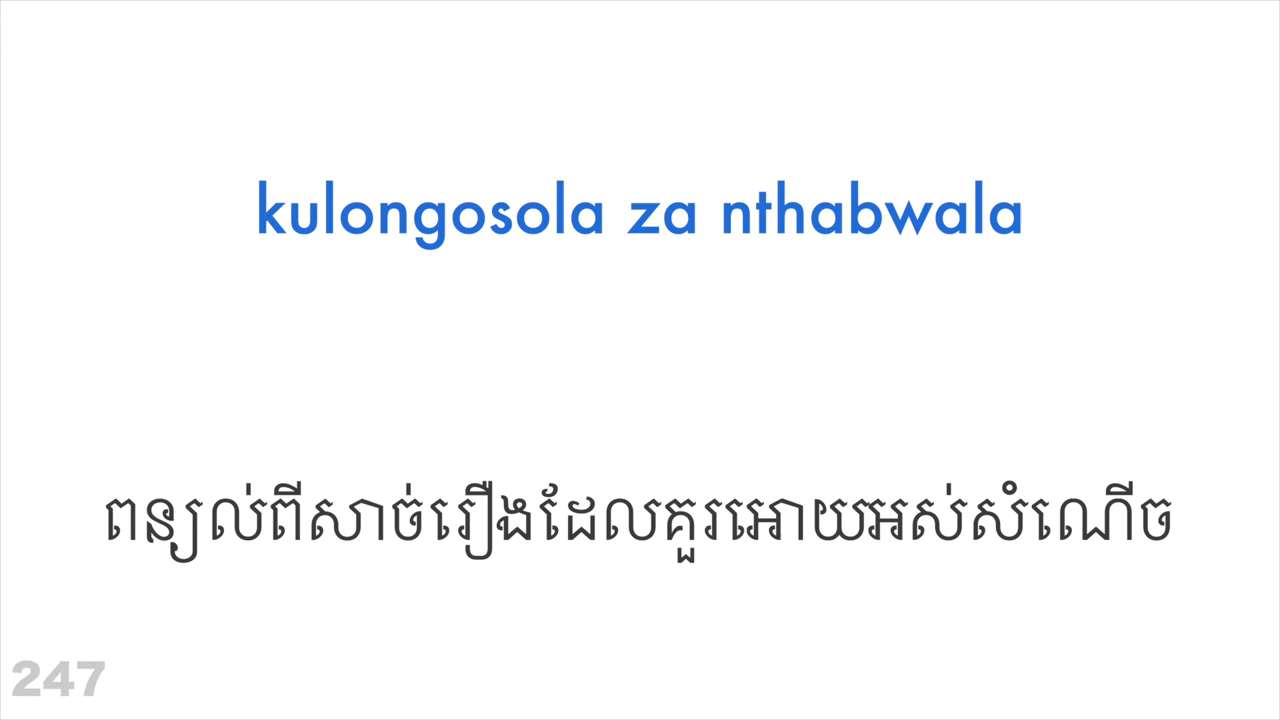 kulongosola za nthabwala
ពន្យល់ពីសាច់រឿងដែលគួរអោយអស់សំណើច
247